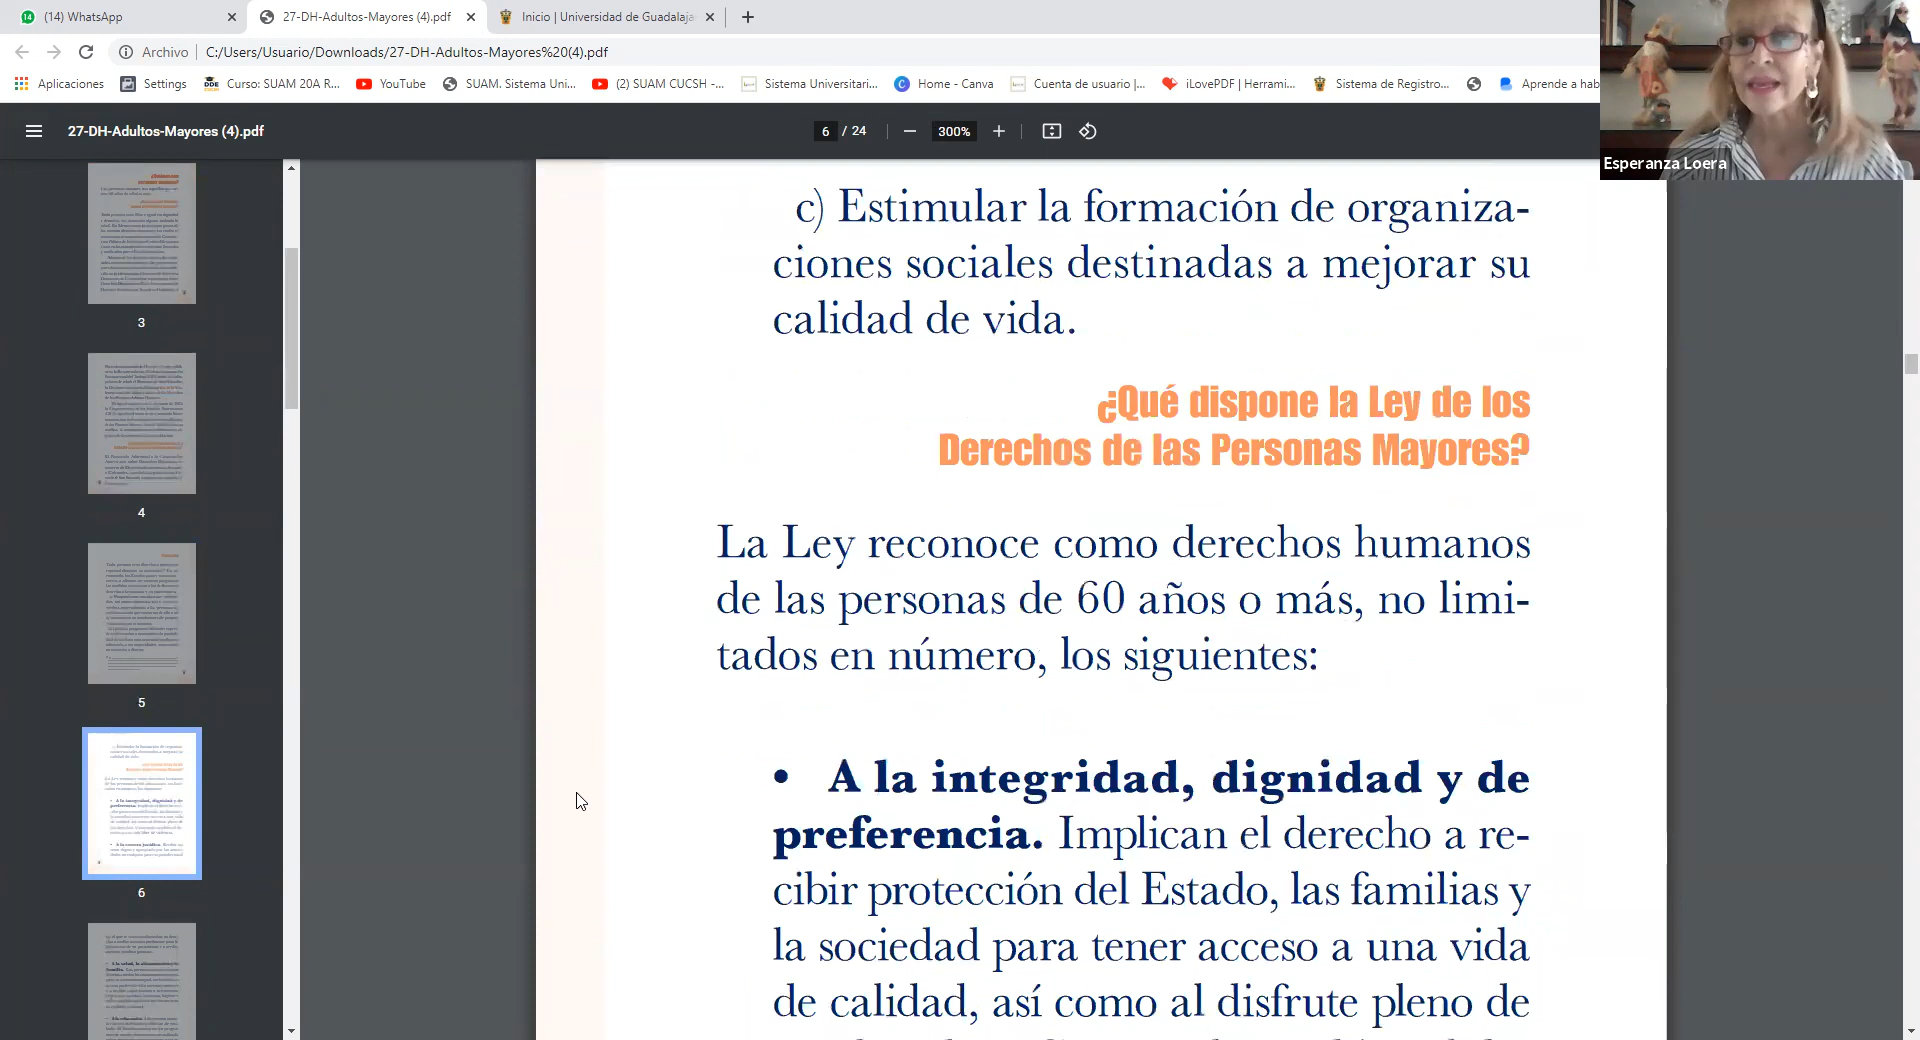 (14) WhatsApp
27-DH-Adultos-Mayores (4).pdf
Inicio | Universidad de Guadalaja
Archivo
C:/Users/Usuario/Downloads/27-DH-Adultos-Mayores%20(4).pdf
Aplicaciones
Settings
Curso: SUAM 20A R...
YouTube
SUAM. Sistema Uni...
(2) SUAM CUCSH -...
Sistema Universitari...
Home - Canva
Cuenta de usuario |...
iLovePDF | Herrami...
Sistema de Registro...
Aprende a hab
27-DH-Adultos-Mayores (4).pdf
6 / 24
300%
Esperanza Loera
3
4
5
6
c) Estimular la formación de organiza-
ciones sociales destinadas a mejorar su
calidad de vida.
¿Qué dispone la Ley de los
Derechos de las Personas Mayores?
La Ley reconoce como derechos humanos
de las personas de 60 años o más, no limi-
tados en número, los siguientes:
• A la integridad, dignidad y de
preferencia. Implican el derecho a re-
cibir protección del Estado, las familias y
la sociedad para tener acceso a una vida
de calidad, así como al disfrute pleno de